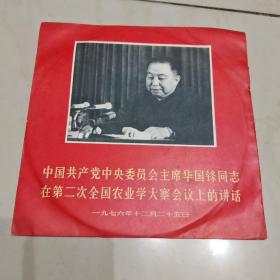 中国共产党中央委员会主席华国锋同志
在第二次全国农业学大寨会议上的讲话
一九七六年十二月二十五日